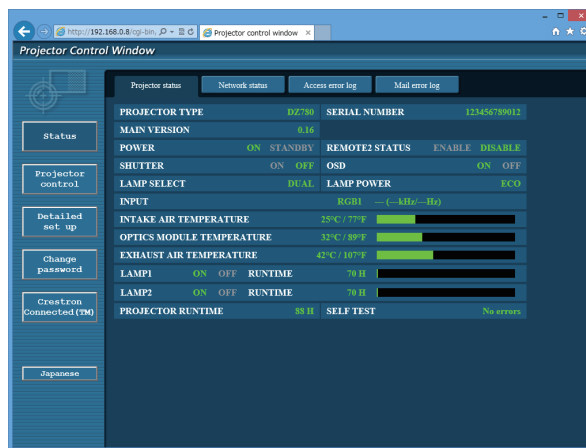 http://192.168.0.8/cgi-bin,
Projector control window
Projector Control Window
Projector status Network status Access error log Mail error log
Status
Projector control
Detailed set up
Change password
Crestron Connected(TM)
Japanese
PROJECTOR TYPE DZ780 SERIAL NUMBER 123456789012
MAIN VERSION 0.16
POWER ON STANDBY REMOTE2 STATUS ENABLE DISABLE
SHUTTER ON OFF OSD ON OFF
LAMP SELECT DUAL LAMP POWER ECO
INPUT RGB1 --- (---kHz/---Hz)
INTAKE AIR TEMPERATURE 25°C / 77°F
OPTICS MODULE TEMPERATURE 32°C / 89°F
EXHAUST AIR TEMPERATURE 42°C / 107°F
LAMP1 ON OFF RUNTIME 70 H
LAMP2 ON OFF RUNTIME 70 H
PROJECTOR RUNTIME 88 H SELF TEST No errors